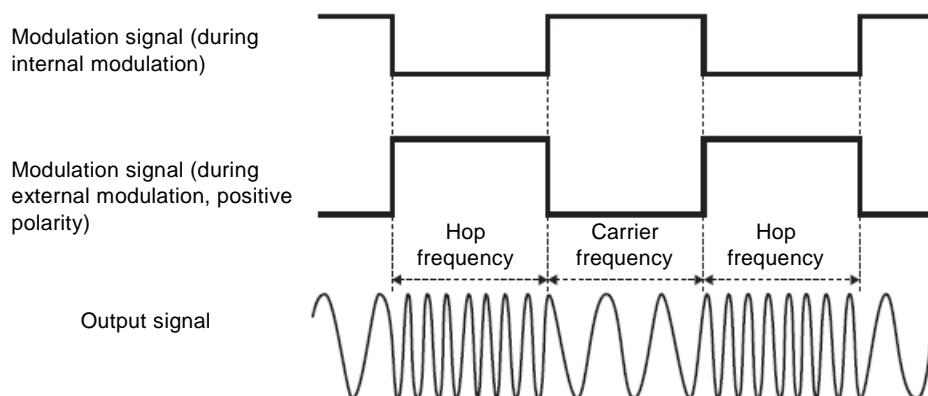 Modulation signal (during
internal modulation)
Modulation signal (during
external modulation, positive
polarity)
Hop
frequency
Carrier
frequency
Hop
frequency
Output signal